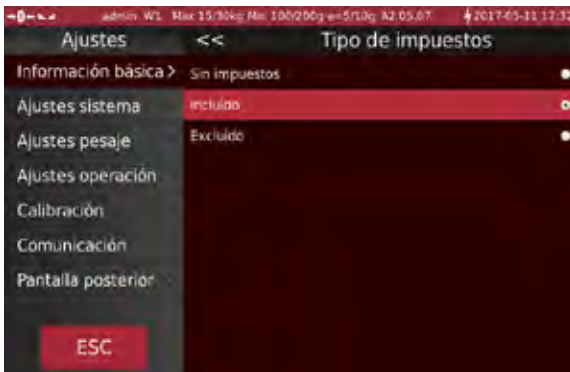 admin W1 Max 15/30kg Min 100/200g e=5/10g A2.05.07 2017-05-11 17:32
Ajustes << Tipo de impuestos
Información básica > Sin impuestos
Ajustes sistema Incluido
Ajustes pesaje Excluido
Ajustes operación
Calibración
Comunicación
Pantalla posterior
ESC